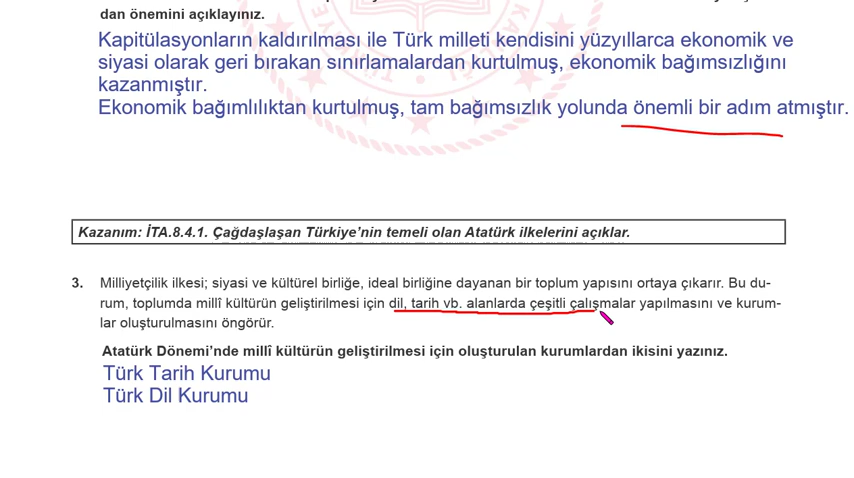 dan önemini açıklayınız.
Kapitülasyonların kaldırılması ile Türk milleti kendisini yüzyıllarca ekonomik ve
siyasi olarak geri bırakan sınırlamalardan kurtulmuş, ekonomik bağımsızlığını
kazanmıştır.
Ekonomik bağımlılıktan kurtulmuş, tam bağımsızlık yolunda önemli bir adım atmıştır.
Kazanım: İTA.8.4.1. Çağdaşlaşan Türkiye’nin temeli olan Atatürk ilkelerini açıklar.
3. Milliyetçilik ilkesi; siyasi ve kültürel birliğe, ideal birliğine dayanan bir toplum yapısını ortaya çıkarır. Bu du-
rum, toplumda millî kültürün geliştirilmesi için dil, tarih vb. alanlarda çeşitli çalışmalar yapılmasını ve kurum-
lar oluşturulmasını öngörür.
Atatürk Dönemi’nde millî kültürün geliştirilmesi için oluşturulan kurumlardan ikisini yazınız.
Türk Tarih Kurumu
Türk Dil Kurumu